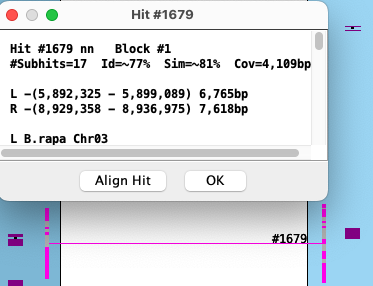 Hit #1679
Hit #1679 nn   Block #1
#Subhits=17  Id=~77%  Sim=~81%  Cov=4,109bp
L -(5,892,325 - 5,899,089) 6,765bp
R -(8,929,358 - 8,936,975) 7,618bp
L B.rapa Chr03
Align Hit
OK
#1679